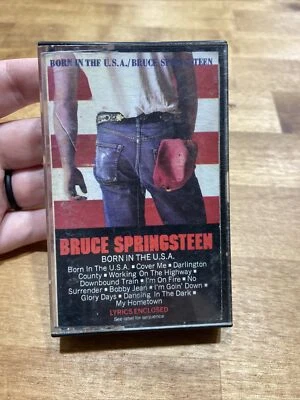 BORN IN THE U.S.A./BRUCE SPRINGSTEEN
BRUCE SPRINGSTEEN
BORN IN THE U.S.A.
Born In The U.S.A. ■ Cover Me ■ Darlington
County ■ Working On The Highway ■
Downbound Train ■ I'm On Fire ■ No
Surrender ■ Bobby Jean ■ I'm Goin' Down ■
Glory Days ■ Dancing In The Dark ■
My Hometown
LYRICS ENCLOSED
See label for sequence